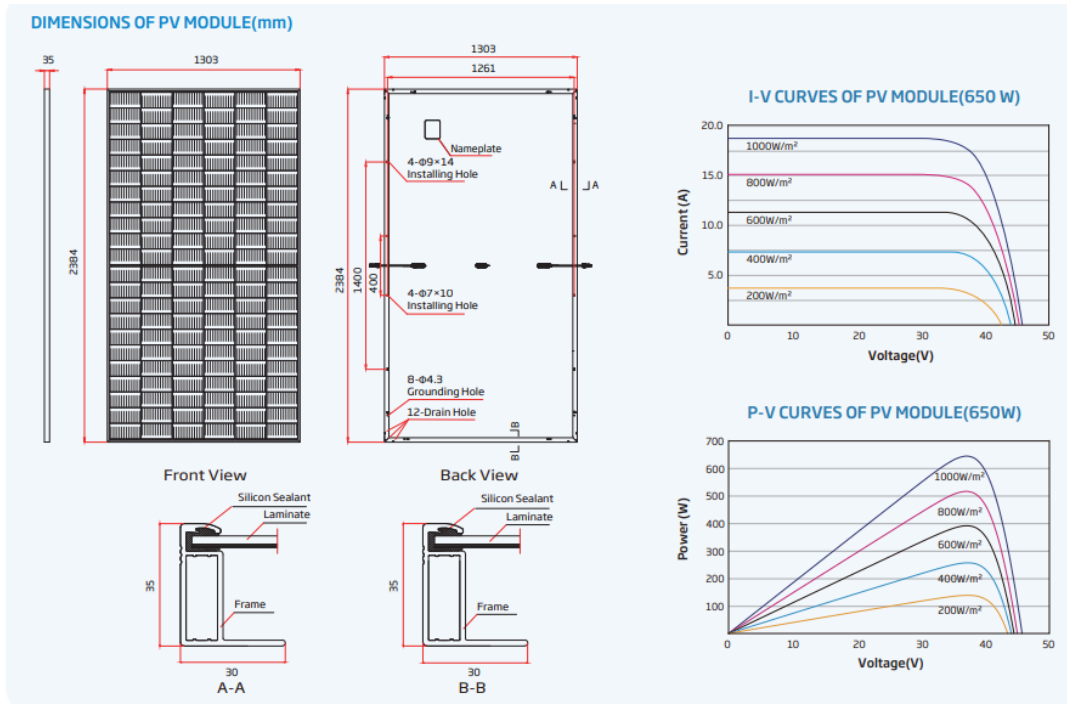 DIMENSIONS OF PV MODULE(mm)
35
1303
2384
Front View
1303
1261
Nameplate
4-Φ9×14
Installing Hole
A
A
2384
1400
400
4-Φ7×10
Installing Hole
8-Φ4.3
Grounding Hole
12-Drain Hole
B
B
Back View
Silicon Sealant
Laminate
35
Frame
30
A-A
Silicon Sealant
Laminate
35
Frame
30
B-B
I-V CURVES OF PV MODULE(650 W)
20.0
15.0
10.0
5.0
Current (A)
1000W/m²
800W/m²
600W/m²
400W/m²
200W/m²
0 10 20 30 40 50
Voltage(V)
P-V CURVES OF PV MODULE(650W)
700
600
500
400
300
200
100
Power (W)
1000W/m²
800W/m²
600W/m²
400W/m²
200W/m²
0 10 20 30 40 50
Voltage(V)